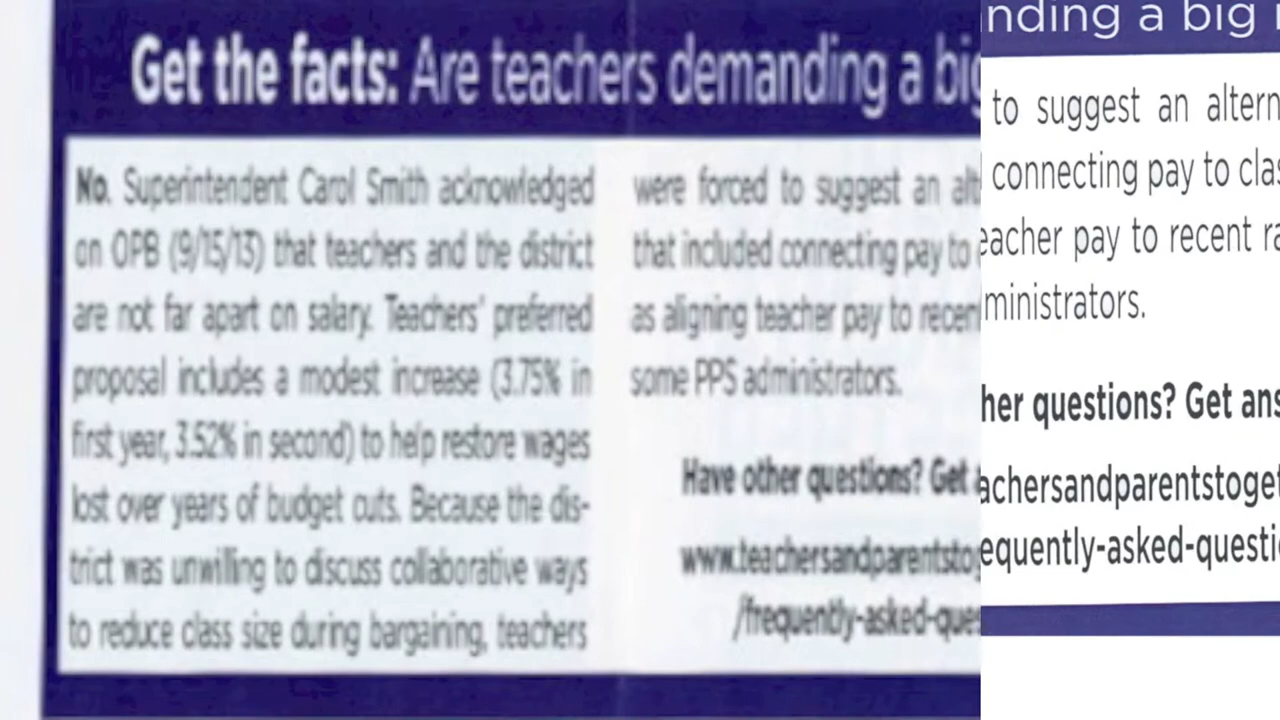 Get the facts: Are teachers demanding a big
No. Superintendent Carol Smith acknowledged
on OPB (9/15/13) that teachers and the district
are not far apart on salary. Teachers' preferred
proposal includes a modest increase (3.75% in
first year, 3.52% in second) to help restore wages
lost over years of budget cuts. Because the dis-
trict was unwilling to discuss collaborative ways
to reduce class size during bargaining, teachers
were forced to suggest an alt
that included connecting pay to
as aligning teacher pay to recen
some PPS administrators.
Have other questions? Get a
www.teachersandparentstog
/frequently-asked-ques
nding a big r
to suggest an altern
connecting pay to clas
eacher pay to recent ra
ministrators.
her questions? Get ans
achersandparentstoget
equently-asked-questio